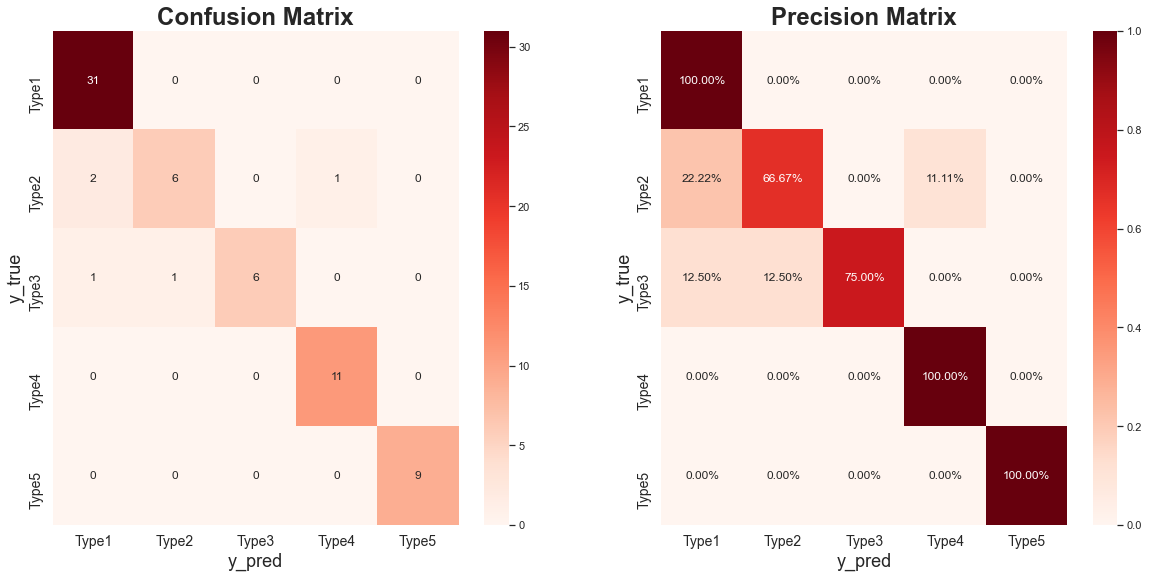 Confusion Matrix
y_true
Type1
31 0 0 0 0
Type2
2 6 0 1 0
Type3
1 1 6 0 0
Type4
0 0 0 11 0
Type5
0 0 0 0 9
Type1 Type2 Type3 Type4 Type5
y_pred
30
25
20
15
10
5
0
Precision Matrix
y_true
Type1
100.00% 0.00% 0.00% 0.00% 0.00%
Type2
22.22% 66.67% 0.00% 11.11% 0.00%
Type3
12.50% 12.50% 75.00% 0.00% 0.00%
Type4
0.00% 0.00% 0.00% 100.00% 0.00%
Type5
0.00% 0.00% 0.00% 0.00% 100.00%
Type1 Type2 Type3 Type4 Type5
y_pred
1.0
0.8
0.6
0.4
0.2
0.0